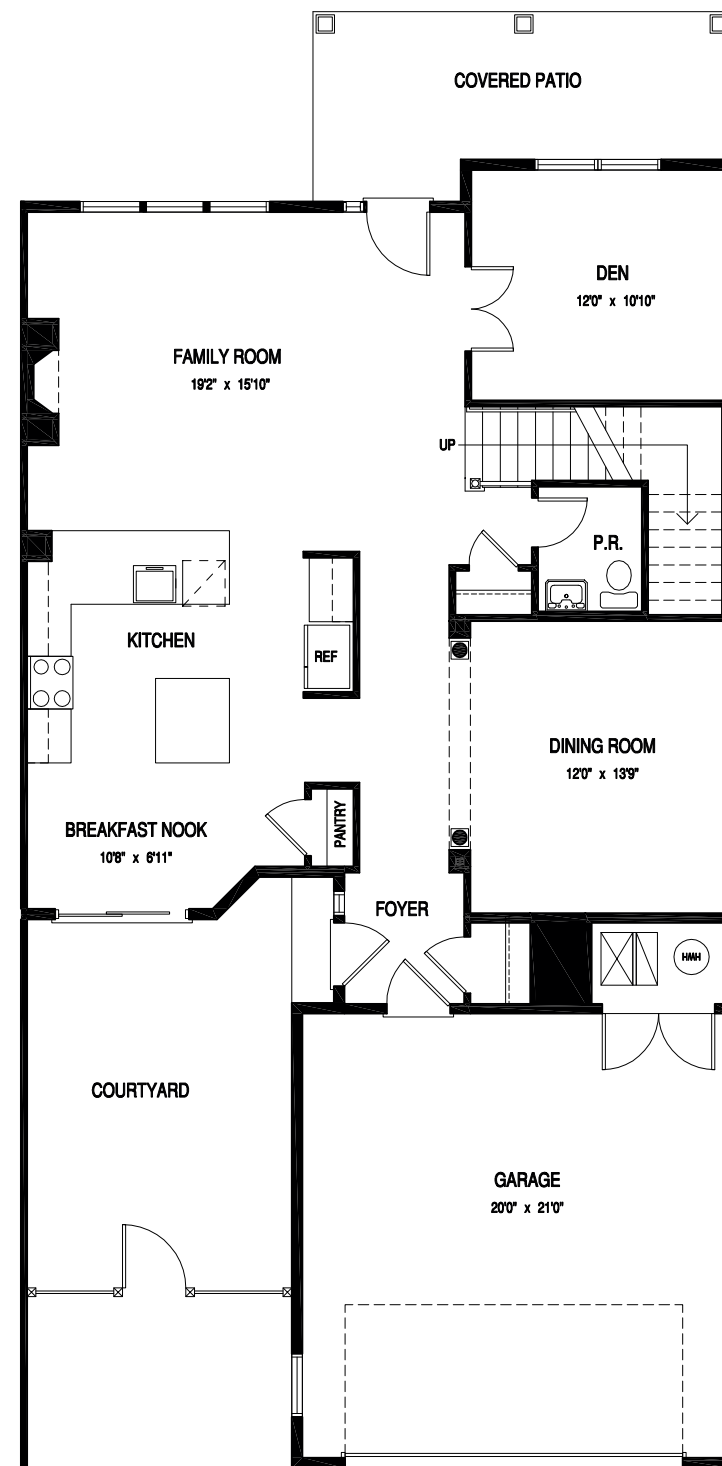 COVERED PATIO
DEN
12'0" x 10'10"
FAMILY ROOM
19'2" x 15'10"
UP
P.R.
KITCHEN
REF
DINING ROOM
12'0" x 13'9"
PANTRY
BREAKFAST NOOK
10'8" x 6'11"
FOYER
HWH
COURTYARD
GARAGE
20'0" x 21'0"